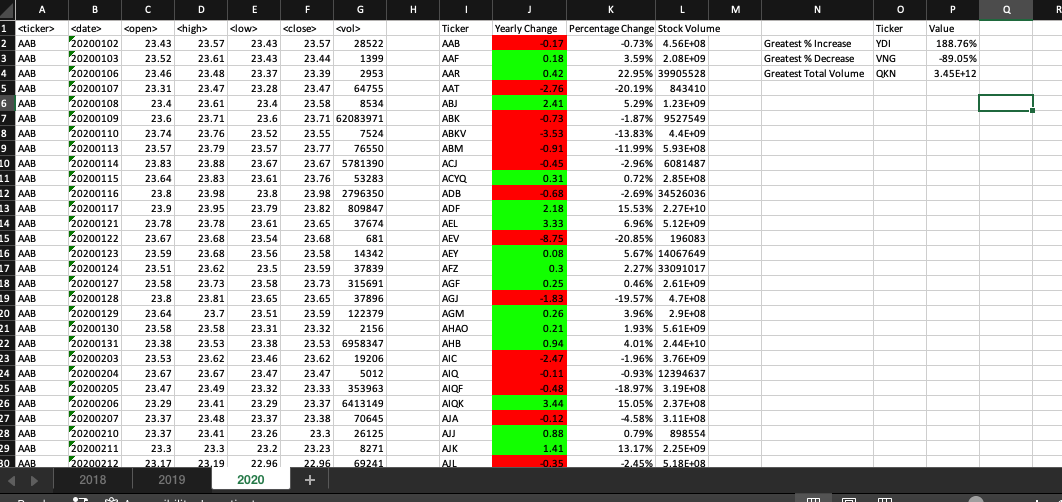 A B C D E F G H I J K L M N O P Q R
1 <ticker> <date> <open> <high> <low> <close> <vol> Ticker Yearly Change Percentage Change Stock Volume Ticker Value
2 AAB 20200102 23.43 23.57 23.43 23.57 28522 AAB -0.17 -0.73% 4.56E+08 Greatest % Increase YDI 188.76%
3 AAB 20200103 23.52 23.61 23.43 23.44 1399 AAF 0.18 3.59% 2.08E+09 Greatest % Decrease VNG -89.05%
4 AAB 20200106 23.46 23.48 23.37 23.39 2953 AAR 0.42 22.95% 39905528 Greatest Total Volume QKN 3.45E+12
5 AAB 20200107 23.31 23.47 23.28 23.47 64755 AAT -2.76 -20.19% 843410
6 AAB 20200108 23.4 23.61 23.4 23.58 8534 ABJ 2.41 5.29% 1.23E+09
7 AAB 20200109 23.6 23.71 23.6 23.71 62083971 ABK -0.73 -1.87% 9527549
8 AAB 20200110 23.74 23.76 23.52 23.55 7524 ABKV -3.53 -13.83% 4.4E+09
9 AAB 20200113 23.57 23.79 23.57 23.77 76550 ABM -0.91 -11.99% 5.93E+08
10 AAB 20200114 23.83 23.88 23.67 23.67 5781390 ACJ -0.45 -2.96% 6081487
11 AAB 20200115 23.64 23.83 23.61 23.76 53283 ACYQ 0.31 0.72% 2.85E+08
12 AAB 20200116 23.8 23.98 23.8 23.98 2796350 ADB -0.68 -2.69% 34526036
13 AAB 20200117 23.9 23.95 23.79 23.82 809847 ADF 2.18 15.53% 2.27E+10
14 AAB 20200121 23.78 23.78 23.61 23.65 37674 AEL 3.33 6.96% 5.12E+09
15 AAB 20200122 23.67 23.68 23.54 23.68 681 AEV -8.75 -20.85% 196083
16 AAB 20200123 23.59 23.68 23.56 23.58 14342 AEY 0.08 5.67% 14067649
17 AAB 20200124 23.51 23.62 23.5 23.59 37839 AFZ 0.3 2.27% 33091017
18 AAB 20200127 23.58 23.73 23.58 23.73 315691 AGF 0.25 0.46% 2.61E+09
19 AAB 20200128 23.8 23.81 23.65 23.65 37896 AGJ -1.83 -19.57% 4.7E+08
20 AAB 20200129 23.64 23.7 23.51 23.59 122379 AGM 0.26 3.96% 2.9E+08
21 AAB 20200130 23.58 23.58 23.31 23.32 2156 AHAO 0.21 1.93% 5.61E+09
22 AAB 20200131 23.38 23.53 23.38 23.53 6958347 AHB 0.94 4.01% 2.44E+10
23 AAB 20200203 23.53 23.62 23.46 23.62 19206 AIC -2.47 -1.96% 3.76E+09
24 AAB 20200204 23.67 23.67 23.47 23.47 5012 AIQ -0.11 -0.93% 12394637
25 AAB 20200205 23.49 23.49 23.32 23.33 353963 AIQF -0.48 -18.97% 3.19E+08
26 AAB 20200206 23.29 23.41 23.29 23.37 6413149 AIQK 3.44 15.05% 2.37E+08
27 AAB 20200207 23.37 23.48 23.37 23.38 70645 AJA -0.12 -4.58% 3.11E+08
28 AAB 20200210 23.37 23.41 23.26 23.3 26125 AJJ 0.88 0.79% 898554
29 AAB 20200211 23.3 23.3 23.2 23.23 8271 AJK 1.41 13.17% 2.25E+09
30 AAB 20200212 23.17 23.19 22.96 22.96 69241 AJL -0.35 -2.45% 5.18E+08
2018 2019 2020 +